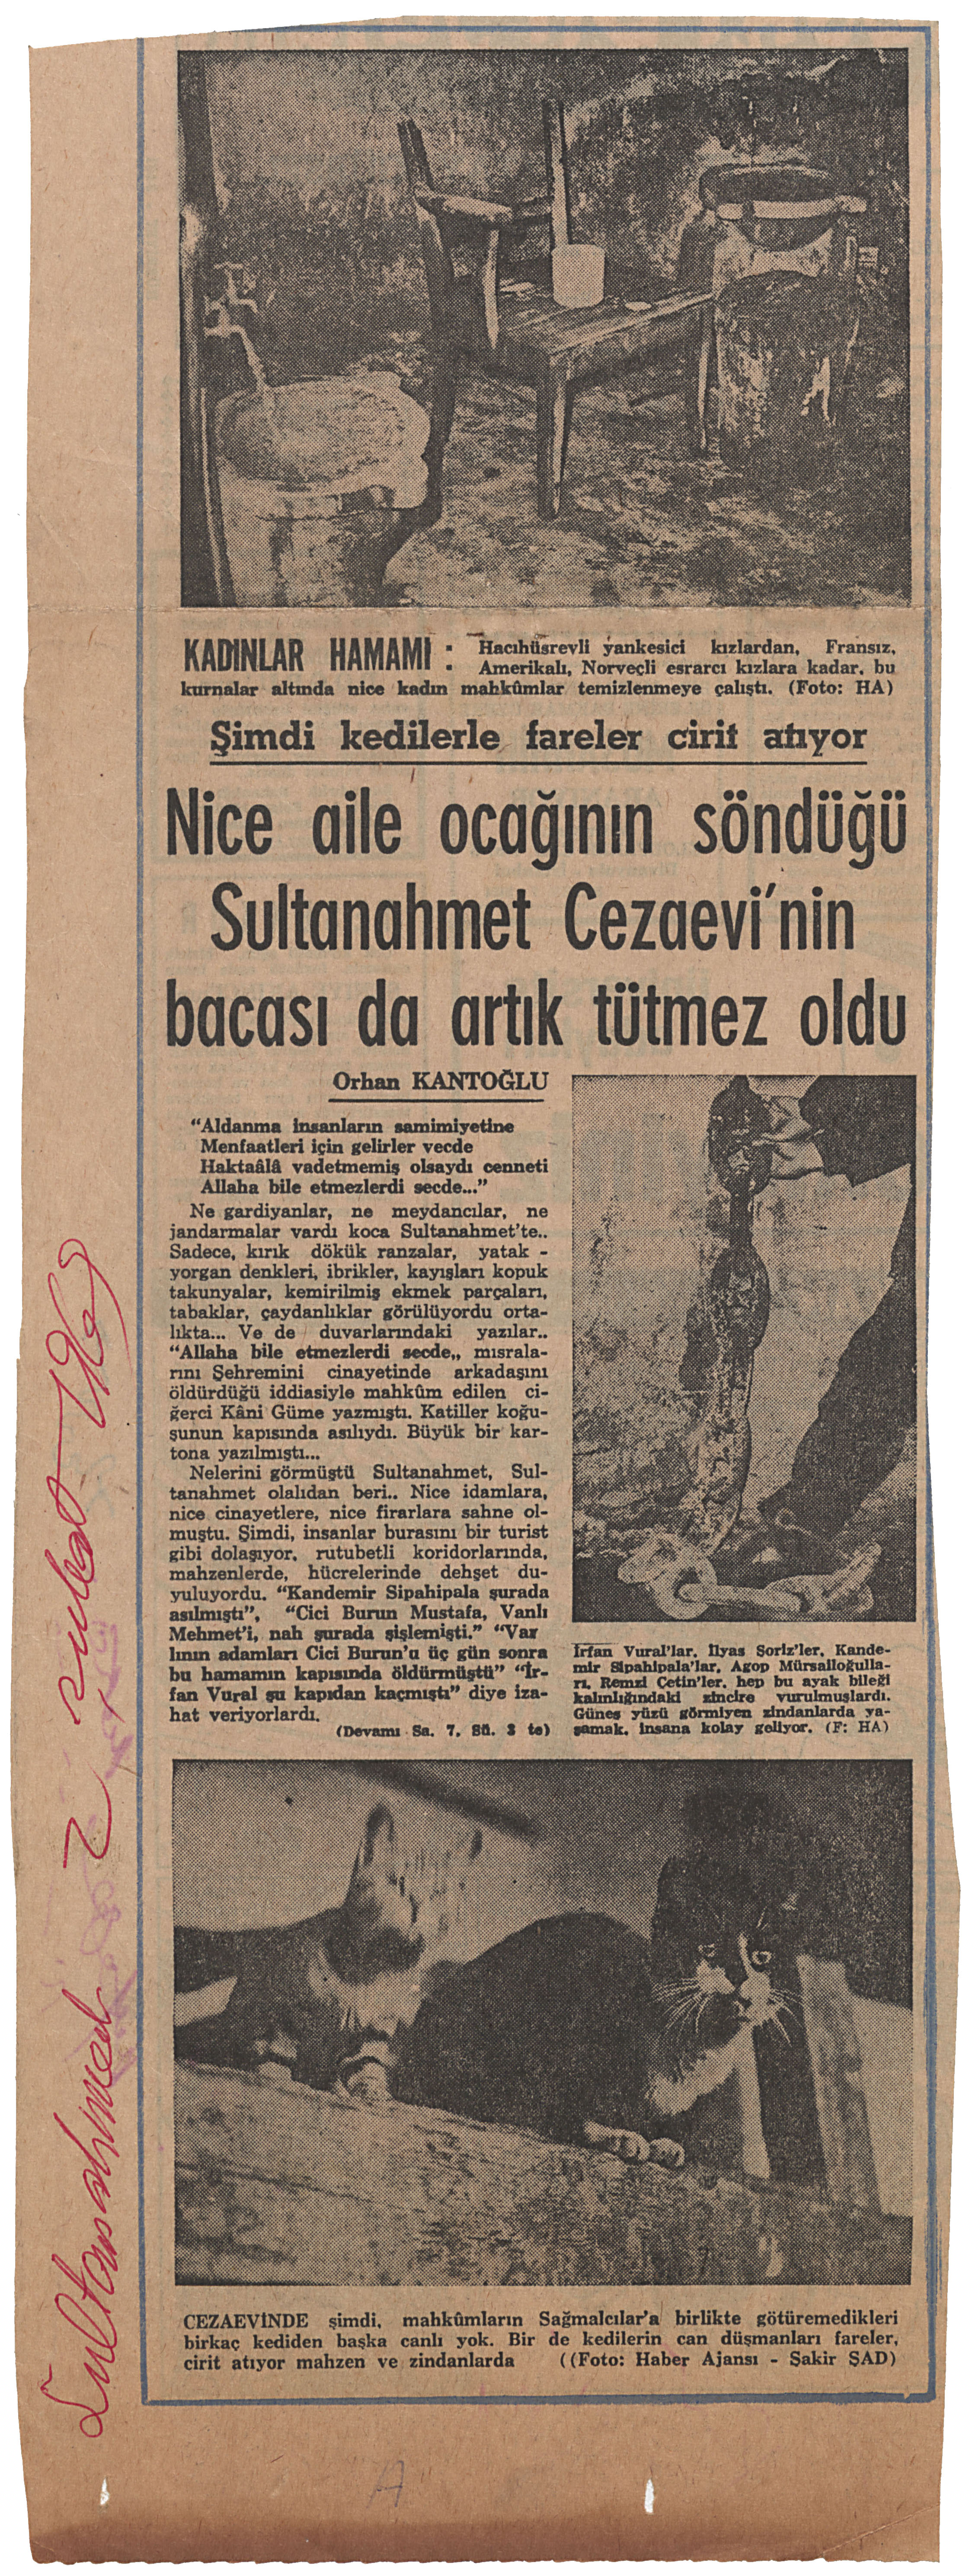 KADINLAR HAMAMI : Hacıhüsrevli yankesici kızlardan, Fransız,
Amerikalı, Norveçli esrarcı kızlara kadar, bu
kurnalar altında nice kadın mahkûmlar temizlenmeye çalıştı. (Foto: HA)
Şimdi kedilerle fareler cirit atıyor
Nice aile ocağının söndüğü
Sultanahmet Cezaevi'nin
bacası da artık tütmez oldu
Orhan KANTOĞLU
"Aldanma insanların samimiyetine
Menfaatleri için gelirler vecde
Haktaâlâ vadetmemiş olsaydı cenneti
Allaha bile etmezlerdi secde..."
Ne gardiyanlar, ne meydancılar, ne
jandarmalar vardı koca Sultanahmet'te..
Sadece, kırık dökük ranzalar, yatak -
yorgan denkleri, ibrikler, kayışları kopuk
takunyalar, kemirilmiş ekmek parçaları,
tabaklar, çaydanlıklar görülüyordu orta-
lıkta... Ve de duvarlarındaki yazılar..
"Allaha bile etmezlerdi secde,, mısrala-
rını Şehremini cinayetinde arkadaşını
öldürdüğü iddiasiyle mahkûm edilen ci-
ğerci Kâni Güme yazmıştı. Katiller koğu-
şunun kapısında asılıydı. Büyük bir kar-
tona yazılmıştı...
Nelerini görmüştü Sultanahmet, Sul-
tanahmet olalıdan beri.. Nice idamlara,
nice cinayetlere, nice firarlara sahne ol-
muştu. Şimdi, insanlar burasını bir turist
gibi dolaşıyor, rutubetli koridorlarında,
mahzenlerde, hücrelerinde dehşet du-
yuluyordu. "Kandemir Sipahipala şurada
asılmıştı", "Cici Burun Mustafa, Vanlı
Mehmet'i, nah şurada şişlemişti." "Var
lının adamları Cici Burun'u üç gün sonra
bu hamamın kapısında öldürmüştü" "İr-
fan Vural şu kapıdan kaçmıştı" diye iza-
hat veriyorlardı.
(Devamı Sa. 7, Sü. 3 te)
İrfan Vural'lar, İlyas Soriz'ler, Kande-
mir Sipahipala'lar, Agop Mürsailoğulla-
rı, Remzi Çetin'ler, hep bu ayak bileği
kalınlığındaki zincire vurulmuşlardı.
Güneş yüzü görmiyen zindanlarda ya-
şamak, insana kolay geliyor. (F: HA)
CEZAEVİNDE şimdi, mahkûmların Sağmalcılar'a birlikte götüremedikleri
birkaç kediden başka canlı yok. Bir de kedilerin can düşmanları fareler,
cirit atıyor mahzen ve zindanlarda ((Foto: Haber Ajansı - Şakir ŞAD)
Sultanahmed 2 şubat 1969
A